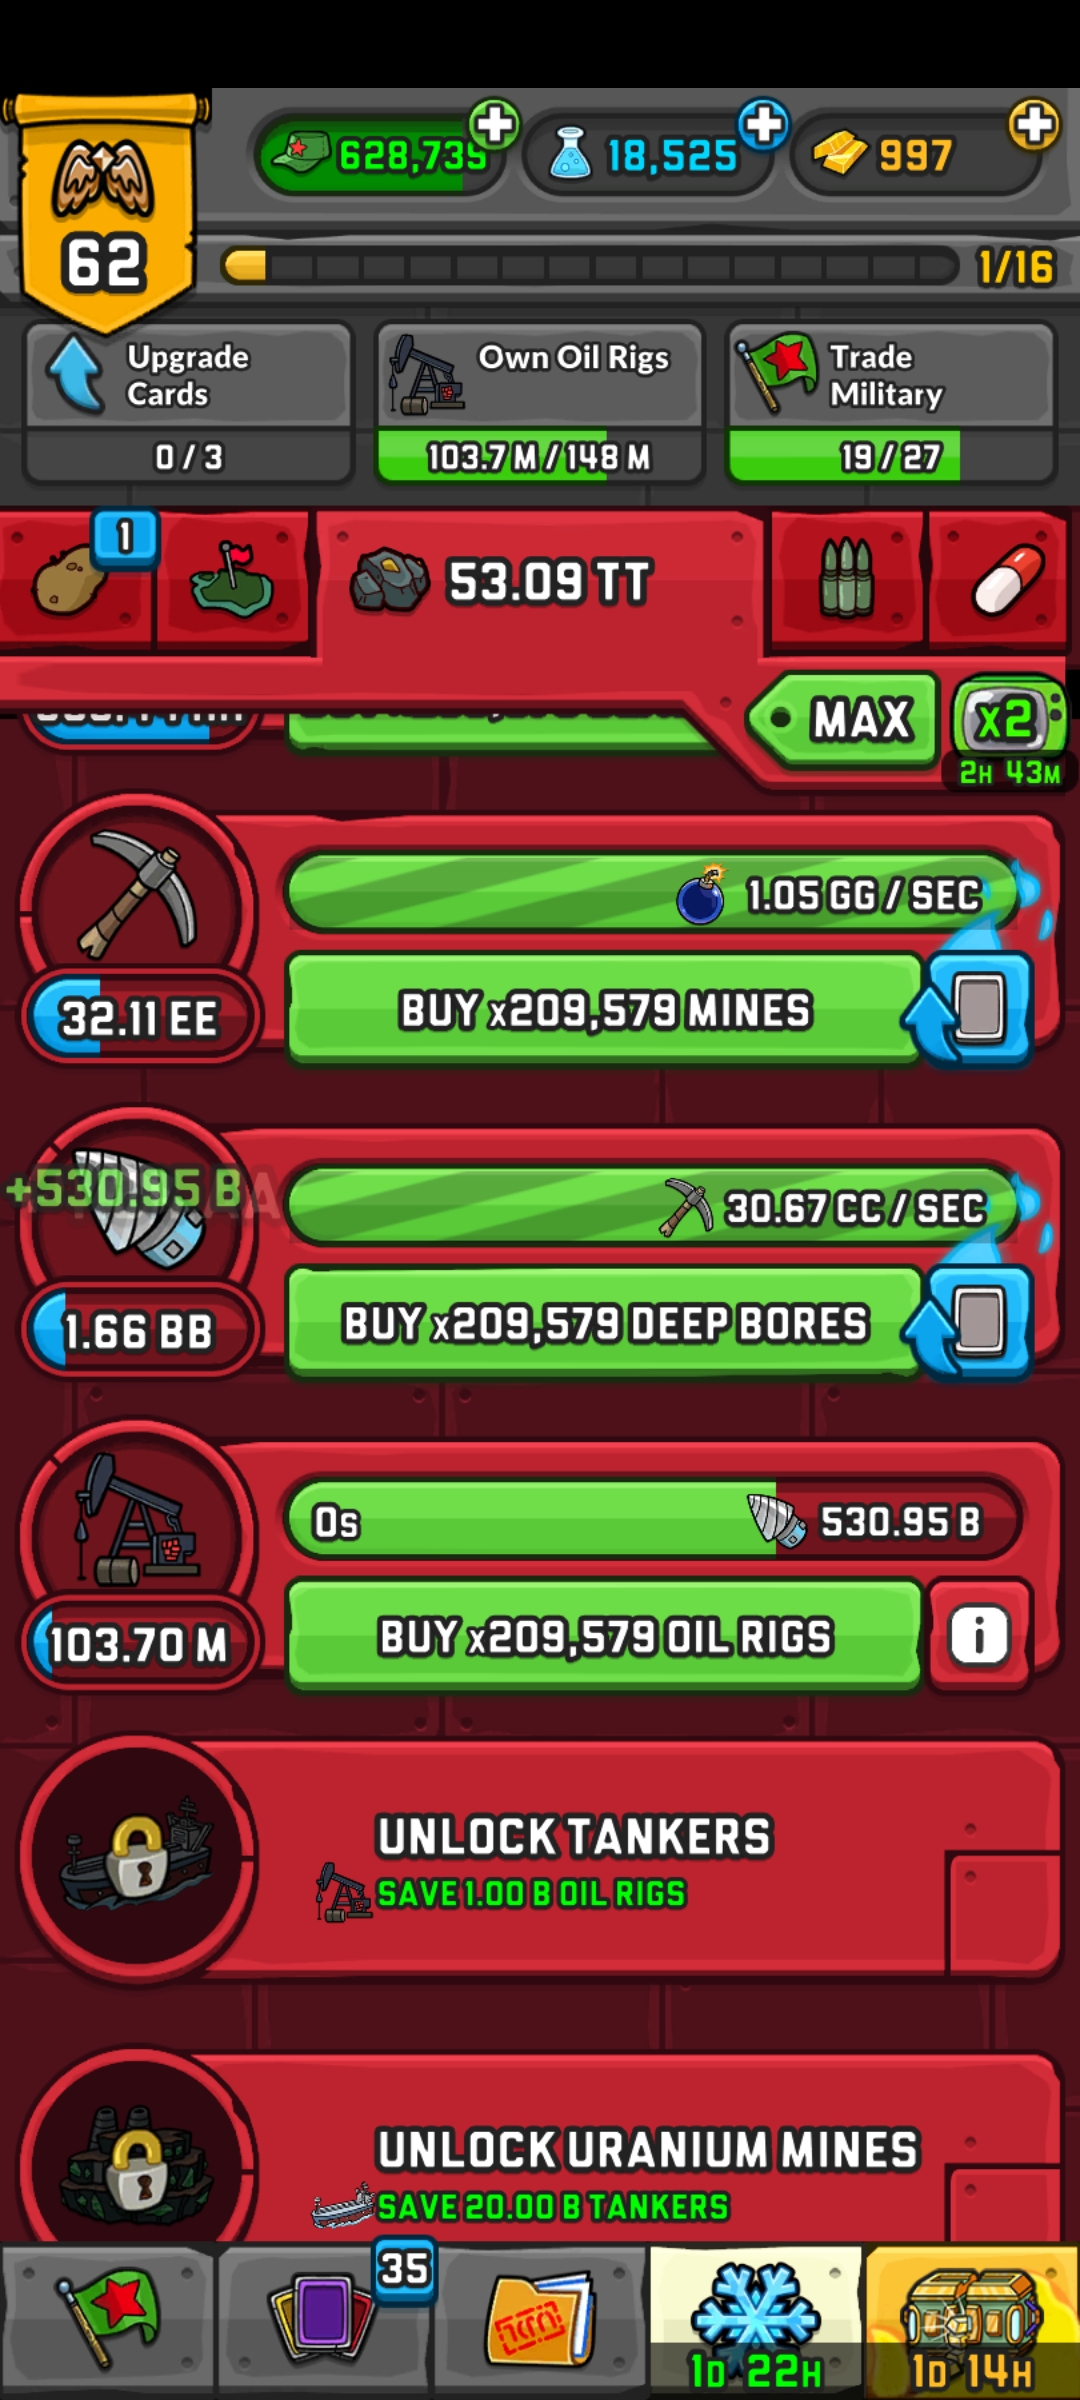 628,739
18,525
997
62
1/16
Upgrade
Cards
0 / 3
Own Oil Rigs
103.7 M / 148 M
Trade
Military
19 / 27
1
53.09 TT
MAX
x2
2H 43M
1.05 GG / SEC
32.11 EE
BUY x209,579 MINES
+530.95 B
30.67 CC / SEC
1.66 BB
BUY x209,579 DEEP BORES
0s
530.95 B
103.70 M
BUY x209,579 OIL RIGS
i
UNLOCK TANKERS
SAVE 1.00 B OIL RIGS
UNLOCK URANIUM MINES
SAVE 20.00 B TANKERS
35
1D 22H
1D 14H